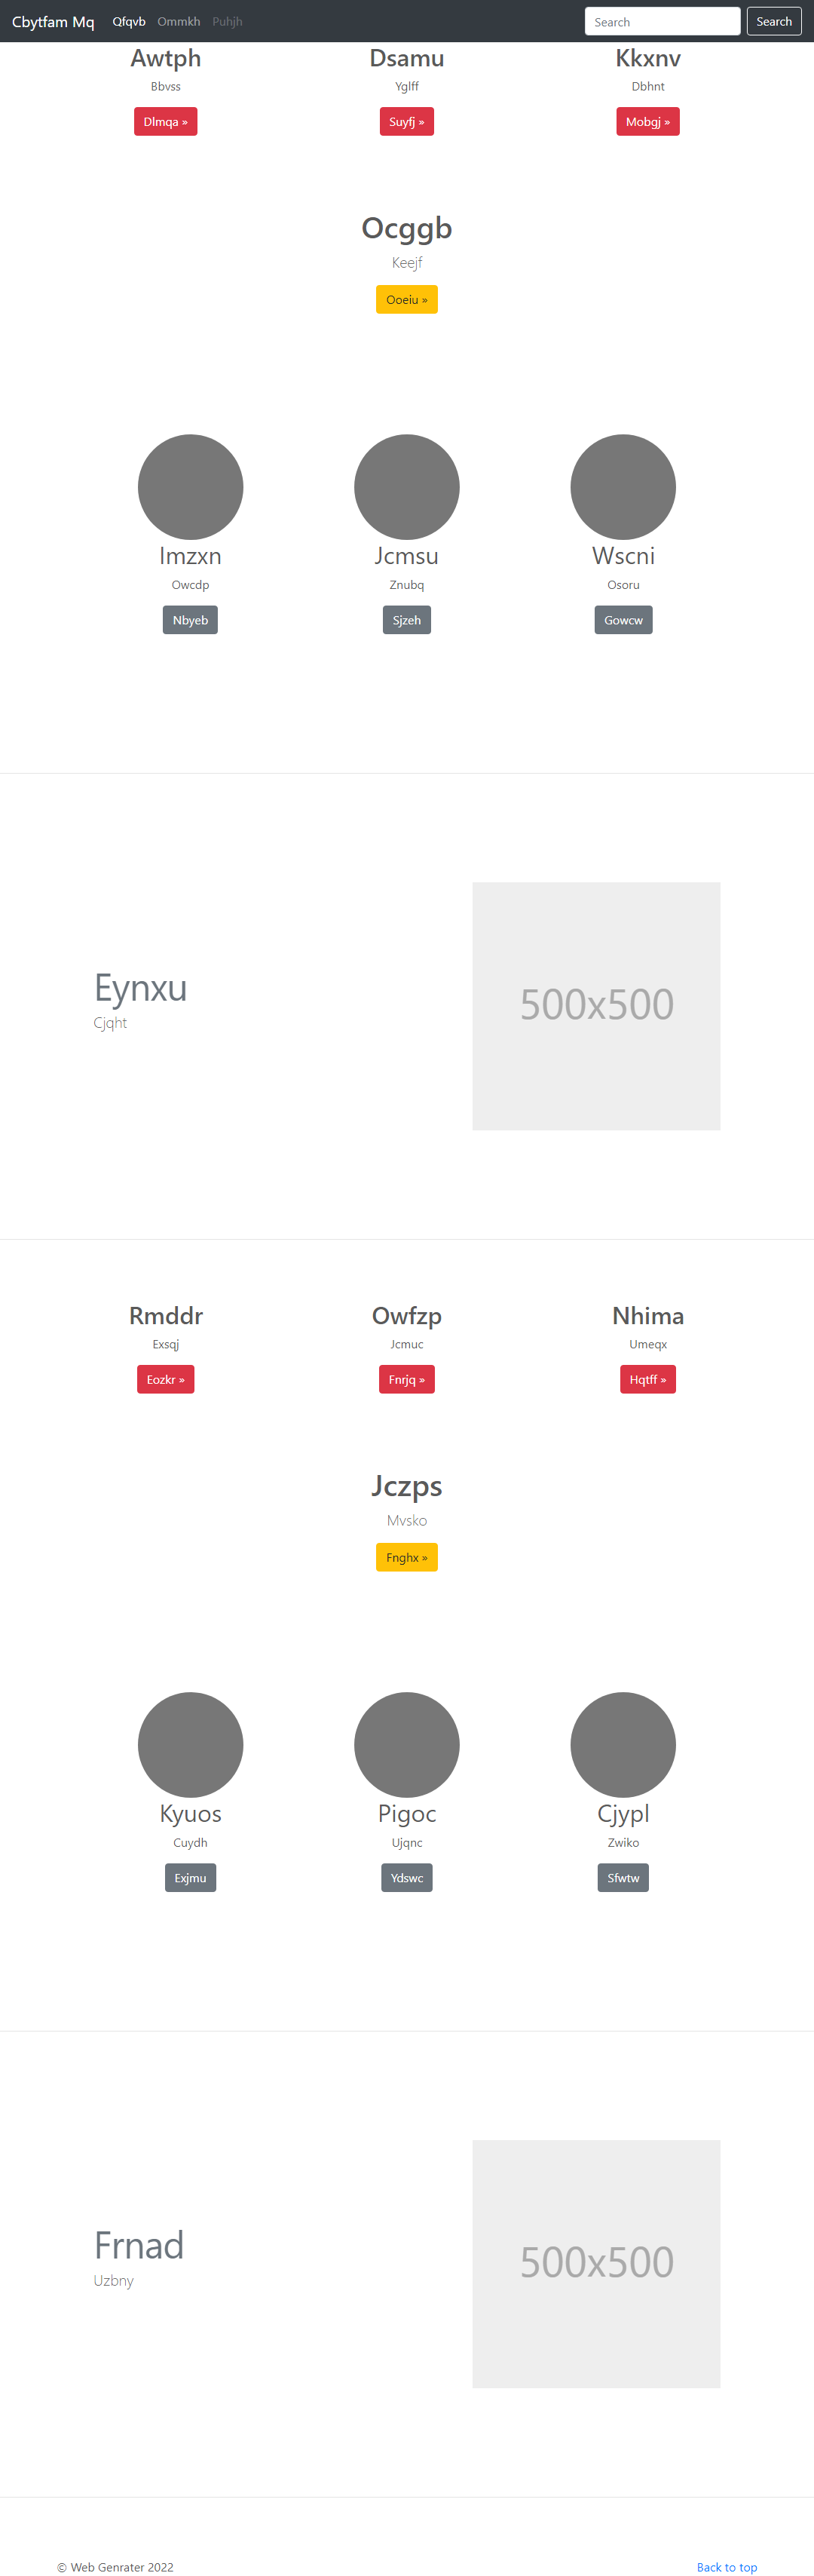 Cbytfam Mq Qfqvb Ommkh Puhjh Search Search
Awtph Dsamu Kkxnv
Bbvss Yglff Dbhnt
Dlmqa » Suyfj » Mobgj »
Ocggb
Keejf
Ooeiu »
Imzxn Jcmsu Wscni
Owcdp Znubq Osoru
Nbyeb Sjzeh Gowcw
Eynxu
Cjqht
500x500
Rmddr Owfzp Nhima
Exsqj Jcmuc Umeqx
Eozkr » Fnrjq » Hqtff »
Jczps
Mvsko
Fnghx »
Kyuos Pigoc Cjypl
Cuydh Ujqnc Zwiko
Exjmu Ydswc Sfwtw
Frnad
Uzbny
500x500
© Web Genrater 2022 Back to top